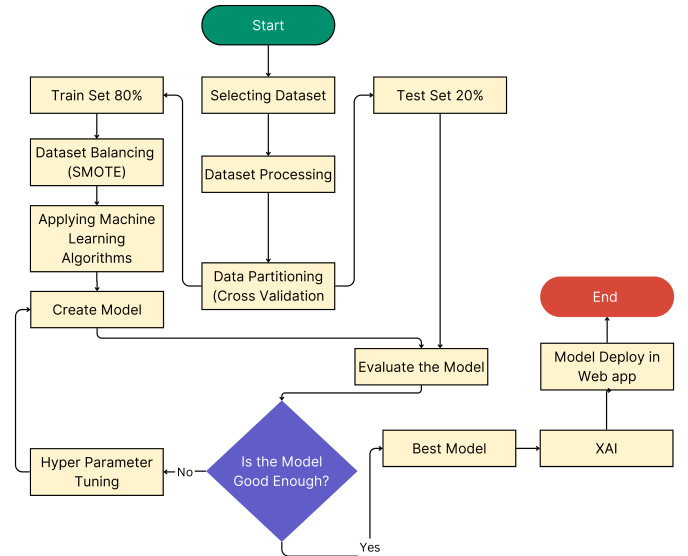 Start
Train Set 80%
Selecting Dataset
Test Set 20%
Dataset Balancing
(SMOTE)
Dataset Processing
Applying Machine
Learning
Algorithms
Data Partitioning
(Cross Validation
End
Create Model
Evaluate the Model
Model Deploy in
Web app
Is the Model
Good Enough?
Best Model
XAI
Hyper Parameter
Tuning
No
Yes